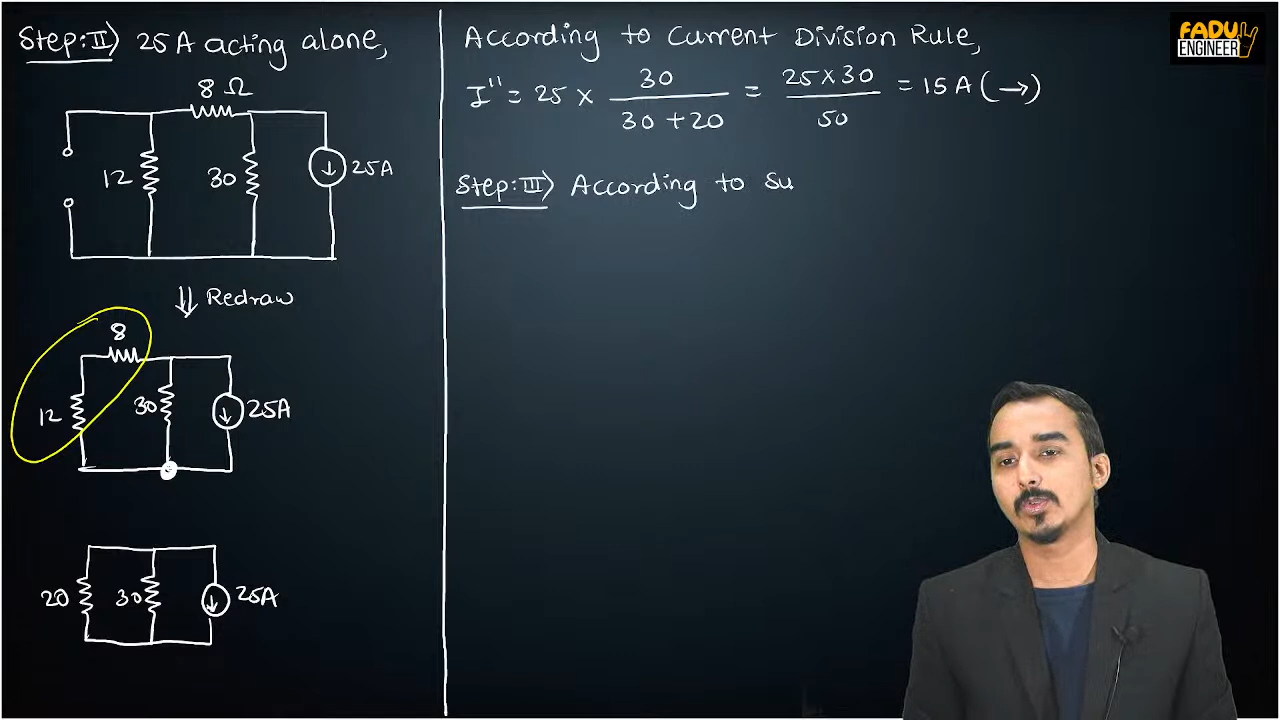 Step:II) 25 A acting alone,
8 Ω
12
30
25A
⇓ Redraw
8
12
30
25A
20
30
25A
According to Current Division Rule,
I'' = 25 × 30 / (30 + 20) = (25 × 30) / 50 = 15 A (→)
Step:III) According to Su
FADU
ENGINEER